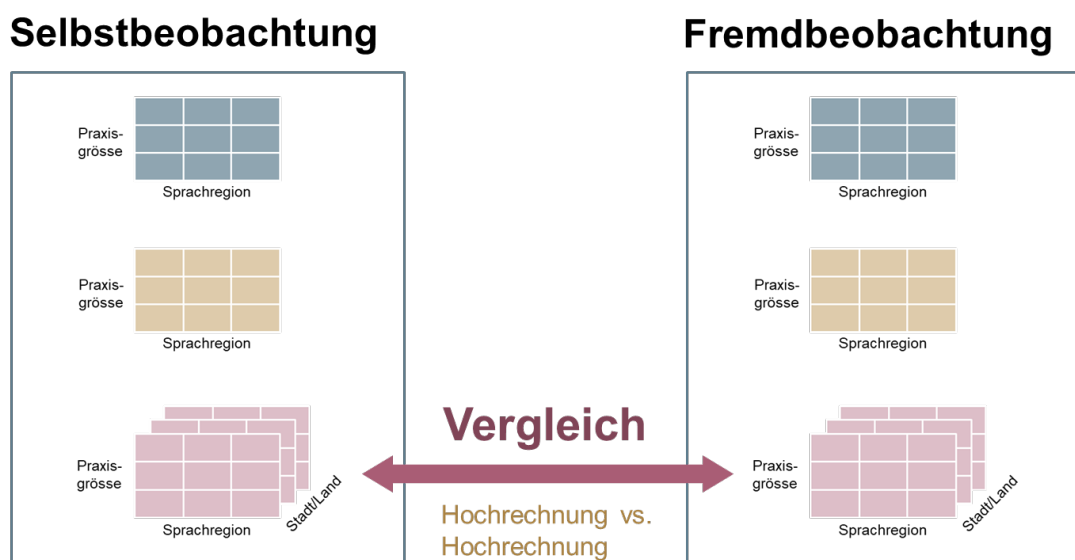 Selbstbeobachtung
Praxis-
grösse
Sprachregion
Praxis-
grösse
Sprachregion
Praxis-
grösse
Sprachregion
Stadt/Land
Vergleich
Hochrechnung vs.
Hochrechnung
Fremdbeobachtung
Praxis-
grösse
Sprachregion
Praxis-
grösse
Sprachregion
Praxis-
grösse
Sprachregion
Stadt/Land